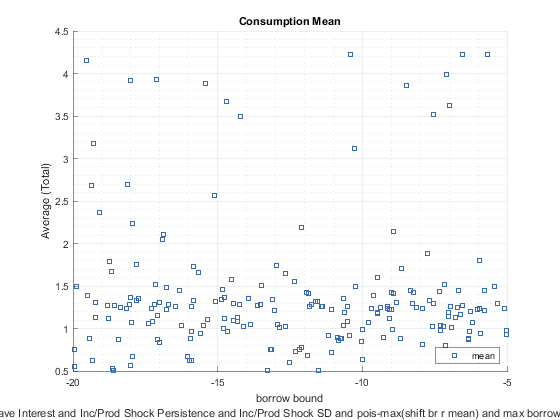 Consumption Mean
Average (Total)
4.5
4
3.5
3
2.5
2
1.5
1
0.5
-20
-15
-10
-5
mean
borrow bound
Interest and Inc/Prod Shock Persistence and Inc/Prod Shock SD and pois-max(shift br r mean) and max borrow